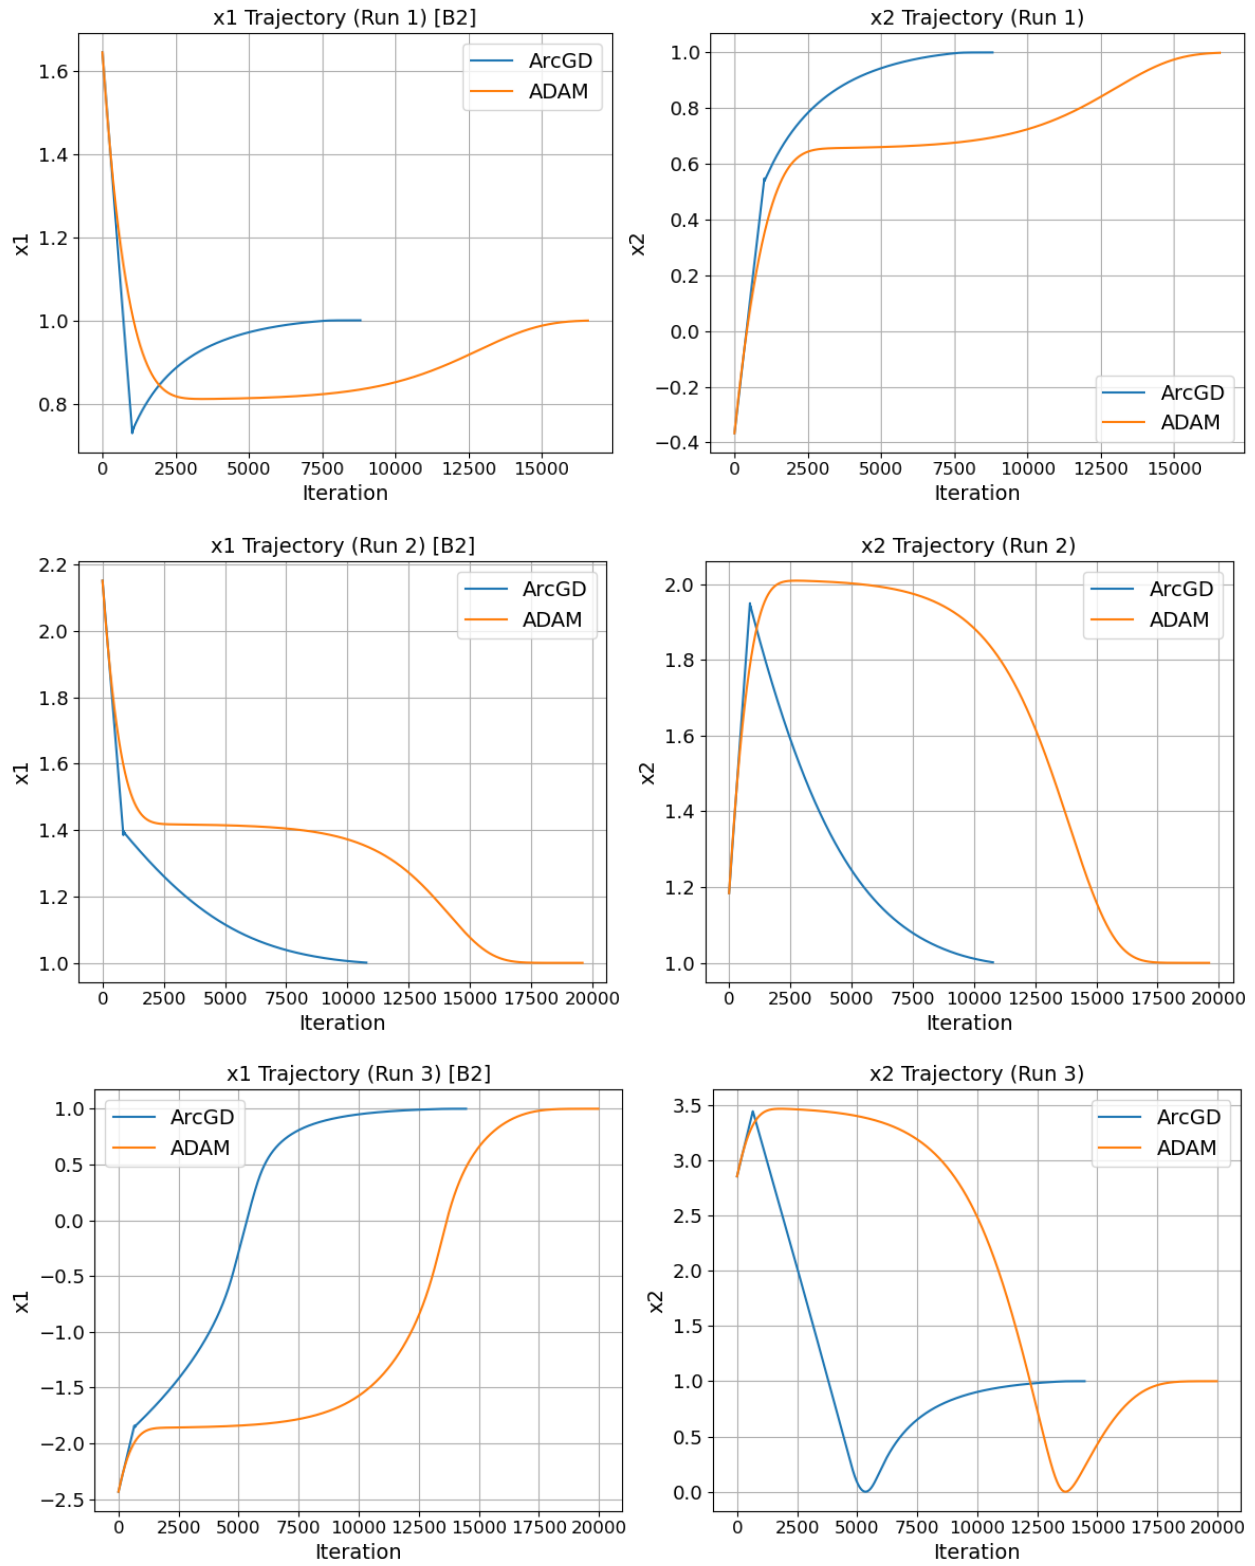 x1 Trajectory (Run 1) [B2]
1.6
1.4
1.2
1.0
0.8
x1
ArcGD
ADAM
0 2500 5000 7500 10000 12500 15000
Iteration
x2 Trajectory (Run 1)
1.0
0.8
0.6
0.4
0.2
0.0
−0.2
−0.4
x2
ArcGD
ADAM
0 2500 5000 7500 10000 12500 15000
Iteration
x1 Trajectory (Run 2) [B2]
2.2
2.0
1.8
1.6
1.4
1.2
1.0
x1
ArcGD
ADAM
0 2500 5000 7500 10000 12500 15000 17500 20000
Iteration
x2 Trajectory (Run 2)
2.0
1.8
1.6
1.4
1.2
1.0
x2
ArcGD
ADAM
0 2500 5000 7500 10000 12500 15000 17500 20000
Iteration
x1 Trajectory (Run 3) [B2]
1.0
0.5
0.0
−0.5
−1.0
−1.5
−2.0
−2.5
x1
ArcGD
ADAM
0 2500 5000 7500 10000 12500 15000 17500 20000
Iteration
x2 Trajectory (Run 3)
3.5
3.0
2.5
2.0
1.5
1.0
0.5
0.0
x2
ArcGD
ADAM
0 2500 5000 7500 10000 12500 15000 17500 20000
Iteration